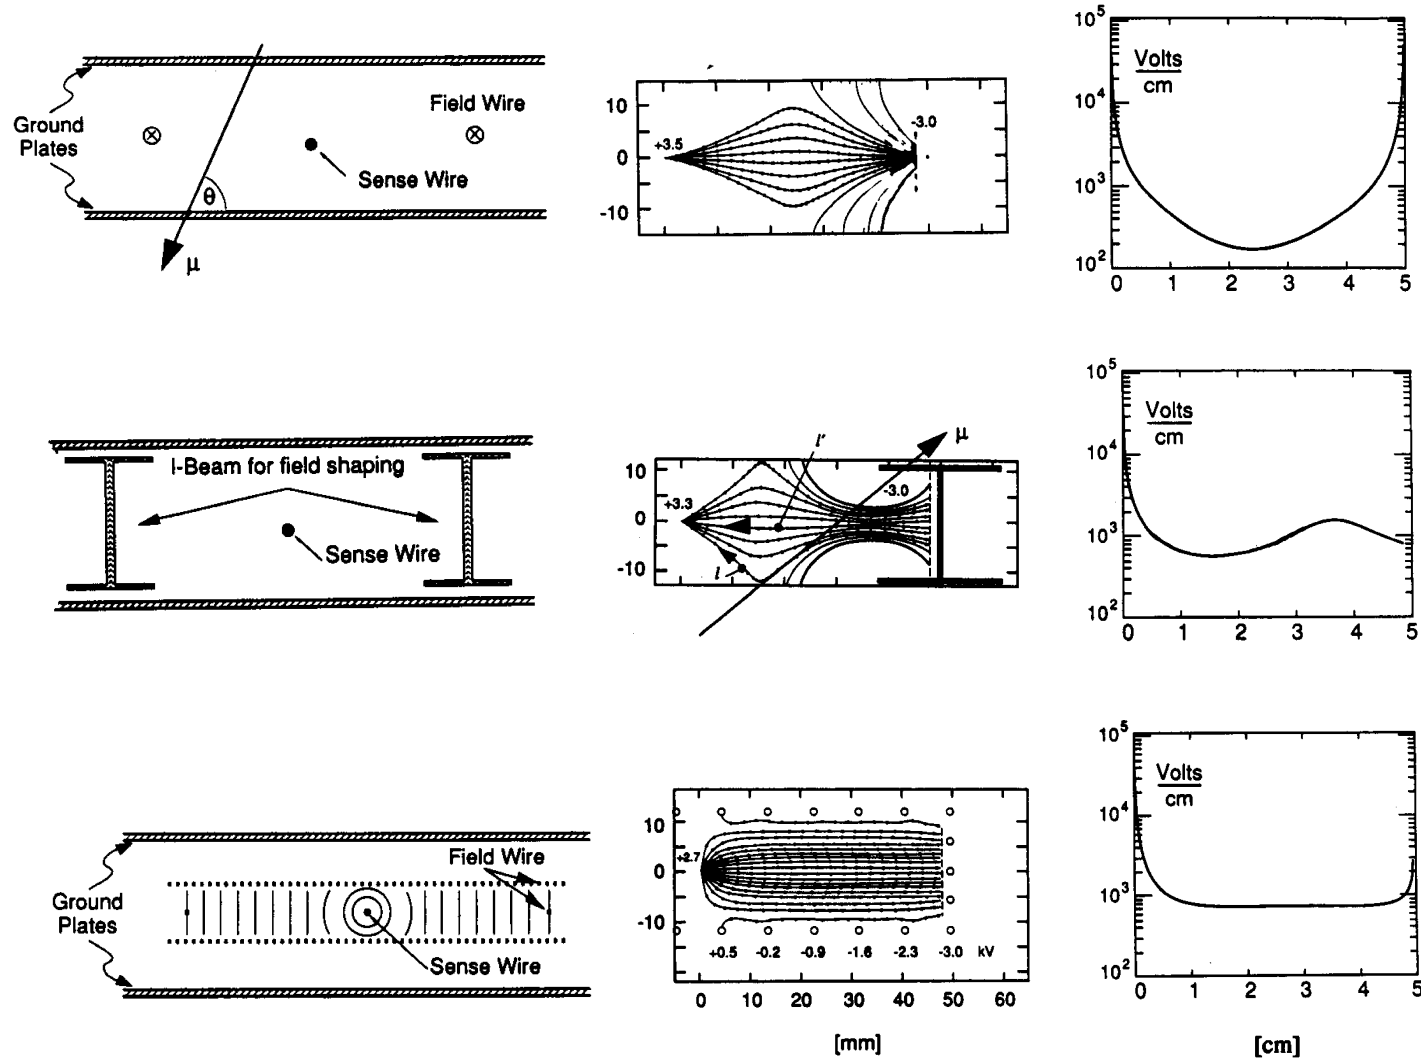 Ground
Plates
Field Wire
Sense Wire
θ
μ
10
0
-10
+3.5
-3.0
10^5
10^4
10^3
10^2
Volts
cm
0 1 2 3 4 5
I-Beam for field shaping
Sense Wire
10
0
-10
+3.3
-3.0
l'
l
μ
10^5
10^4
10^3
10^2
Volts
cm
0 1 2 3 4 5
Ground
Plates
Field Wire
Sense Wire
10
0
-10
+2.7
+0.5 -0.2 -0.9 -1.6 -2.3 -3.0 kV
0 10 20 30 40 50 60
[mm]
10^5
10^4
10^3
10^2
Volts
cm
0 1 2 3 4 5
[cm]